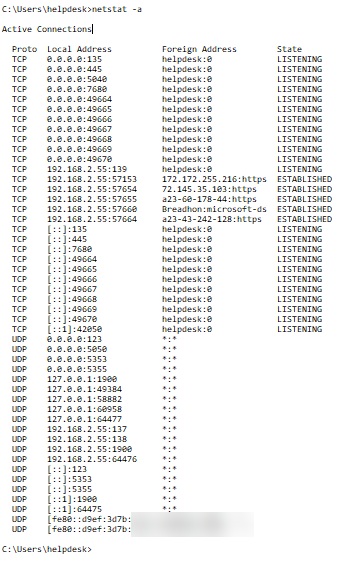 C:\Users\helpdesk>netstat -a
Active Connections
Proto Local Address Foreign Address State
TCP 0.0.0.0:135 helpdesk:0 LISTENING
TCP 0.0.0.0:445 helpdesk:0 LISTENING
TCP 0.0.0.0:5040 helpdesk:0 LISTENING
TCP 0.0.0.0:7680 helpdesk:0 LISTENING
TCP 0.0.0.0:49664 helpdesk:0 LISTENING
TCP 0.0.0.0:49665 helpdesk:0 LISTENING
TCP 0.0.0.0:49666 helpdesk:0 LISTENING
TCP 0.0.0.0:49667 helpdesk:0 LISTENING
TCP 0.0.0.0:49668 helpdesk:0 LISTENING
TCP 0.0.0.0:49669 helpdesk:0 LISTENING
TCP 0.0.0.0:49670 helpdesk:0 LISTENING
TCP 192.168.2.55:139 helpdesk:0 LISTENING
TCP 192.168.2.55:57153 172.172.255.216:https ESTABLISHED
TCP 192.168.2.55:57654 72.145.35.103:https ESTABLISHED
TCP 192.168.2.55:57655 a23-60-178-44:https ESTABLISHED
TCP 192.168.2.55:57660 Breadhon:microsoft-ds ESTABLISHED
TCP 192.168.2.55:57664 a23-43-242-128:https ESTABLISHED
TCP [::]:135 helpdesk:0 LISTENING
TCP [::]:445 helpdesk:0 LISTENING
TCP [::]:7680 helpdesk:0 LISTENING
TCP [::]:49664 helpdesk:0 LISTENING
TCP [::]:49665 helpdesk:0 LISTENING
TCP [::]:49666 helpdesk:0 LISTENING
TCP [::]:49667 helpdesk:0 LISTENING
TCP [::]:49668 helpdesk:0 LISTENING
TCP [::]:49669 helpdesk:0 LISTENING
TCP [::]:49670 helpdesk:0 LISTENING
TCP [::1]:42050 helpdesk:0 LISTENING
UDP 0.0.0.0:123 *:*
UDP 0.0.0.0:5050 *:*
UDP 0.0.0.0:5353 *:*
UDP 0.0.0.0:5355 *:*
UDP 127.0.0.1:1900 *:*
UDP 127.0.0.1:49384 *:*
UDP 127.0.0.1:58882 *:*
UDP 127.0.0.1:60958 *:*
UDP 127.0.0.1:64477 *:*
UDP 192.168.2.55:137 *:*
UDP 192.168.2.55:138 *:*
UDP 192.168.2.55:1900 *:*
UDP 192.168.2.55:64476 *:*
UDP [::]:123 *:*
UDP [::]:5353 *:*
UDP [::]:5355 *:*
UDP [::1]:1900 *:*
UDP [::1]:64475 *:*
UDP [fe80::d9ef:3d7b:
UDP [fe80::d9ef:3d7b:
C:\Users\helpdesk>